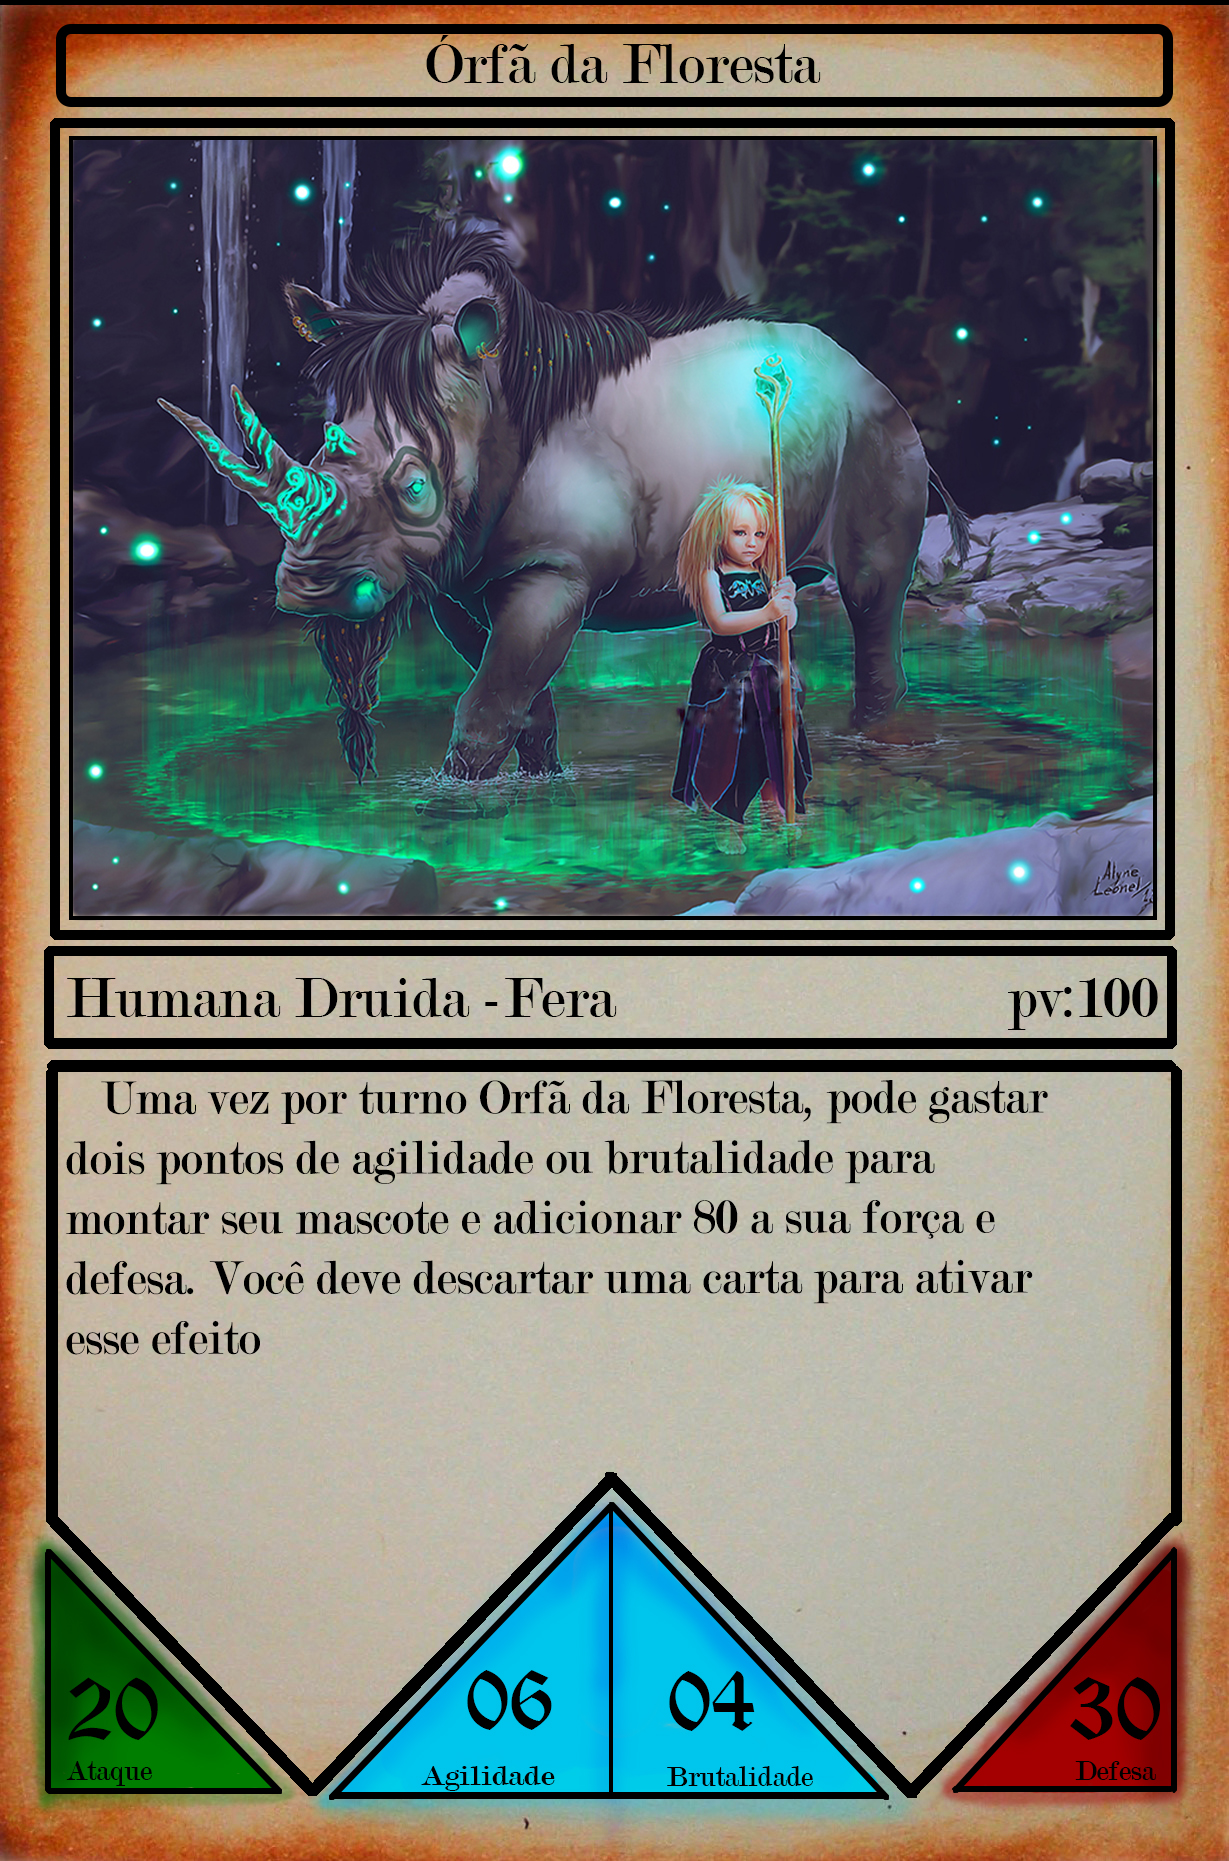 Órfã da Floresta
Alyne
Leonel
Humana Druida - Fera
pv:100
Uma vez por turno Orfã da Floresta, pode gastar
dois pontos de agilidade ou brutalidade para
montar seu mascote e adicionar 80 a sua força e
defesa. Você deve descartar uma carta para ativar
esse efeito
20
Ataque
06
Agilidade
04
Brutalidade
30
Defesa